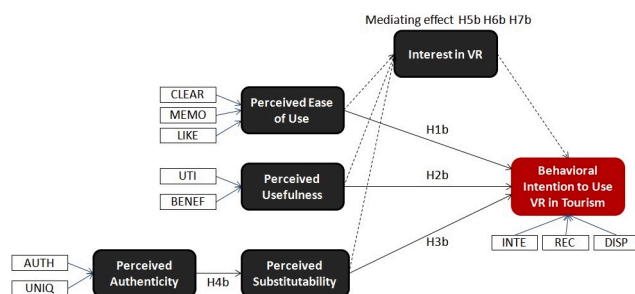 Mediating effect H5b H6b H7b
Interest in VR
CLEAR
MEMO
LIKE
Perceived Ease
of Use
H1b
UTI
BENEF
Perceived
Usefulness
H2b
Behavioral
Intention to Use
VR in Tourism
INTE
REC
DISP
H3b
AUTH
UNIQ
Perceived
Authenticity
H4b
Perceived
Substitutability